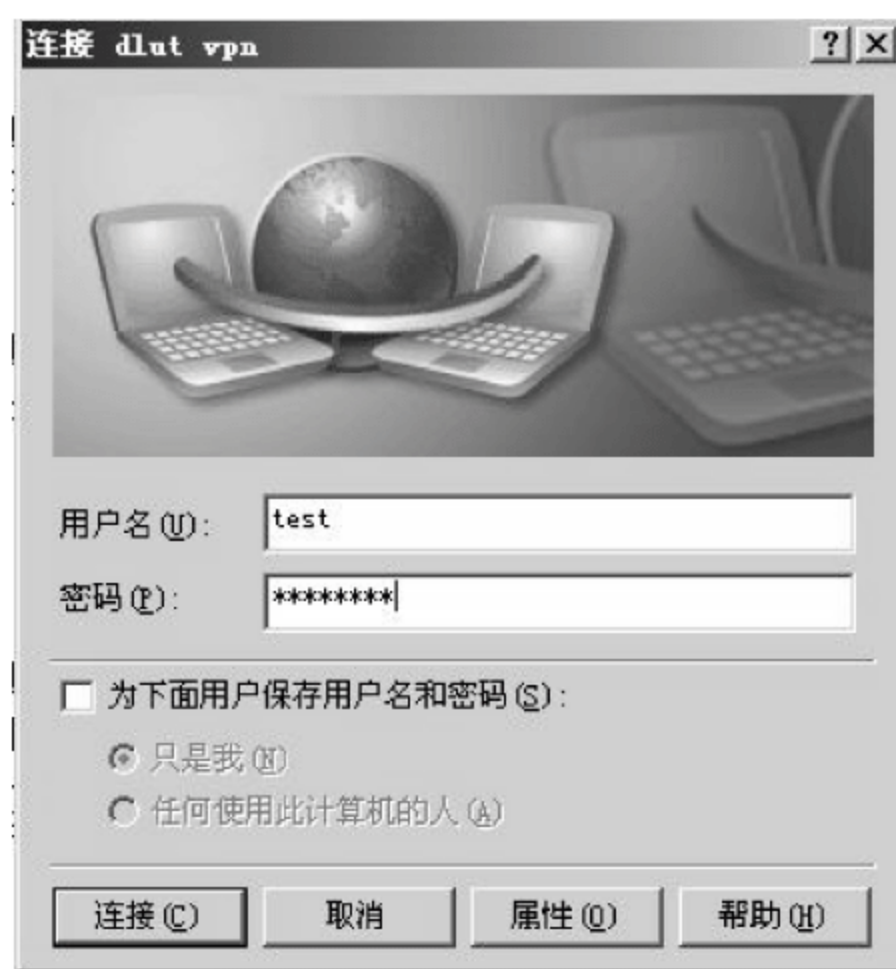 连接 dlut vpn
用户名(U):
test
密码(P):
********
为下面用户保存用户名和密码(S):
只是我(N)
任何使用此计算机的人(A)
连接(C)
取消
属性(O)
帮助(H)